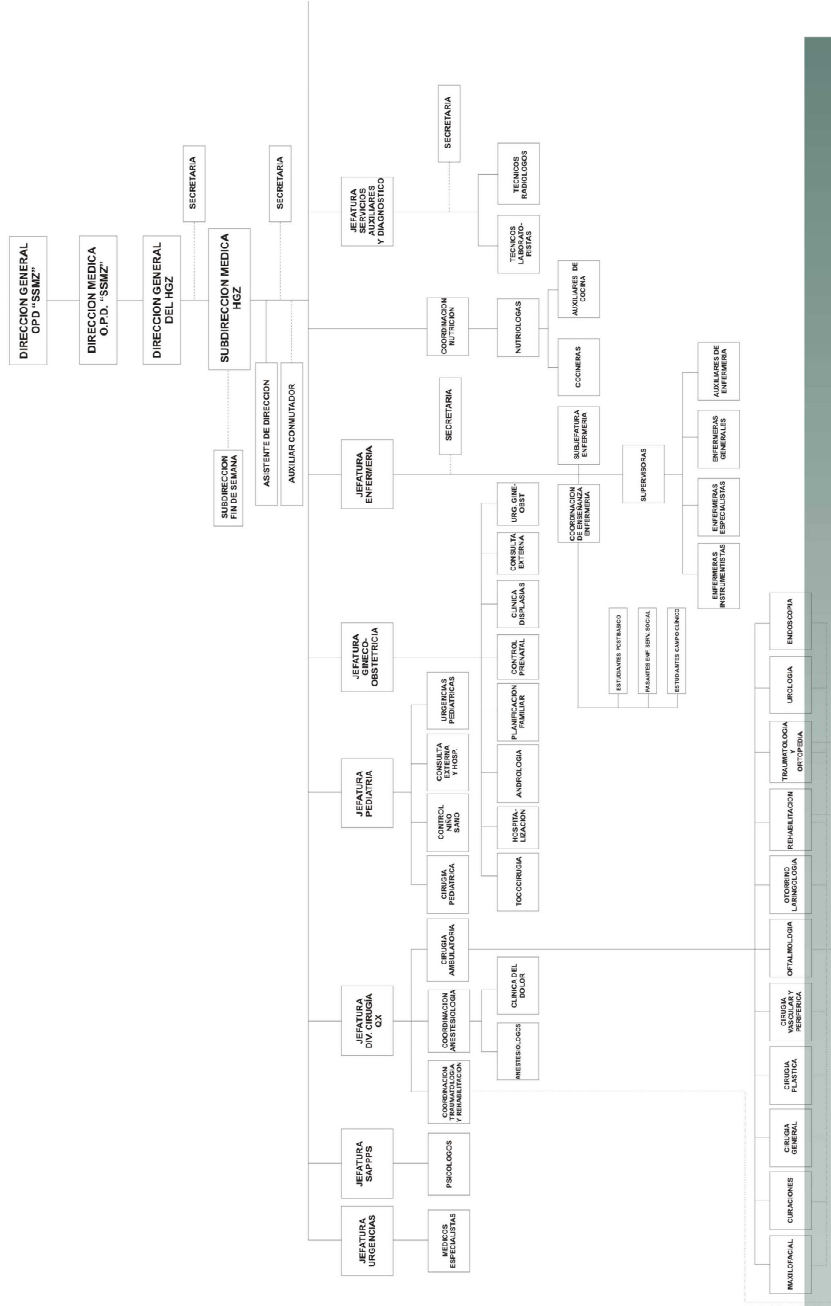 DIRECCION GENERAL
OPD "SSMZ"
DIRECCION MEDICA
O.P.D. "SSMZ"
DIRECCION GENERAL
DEL HGZ
SECRETARIA
SUBDIRECCION MEDICA
HGZ
SECRETARIA
SUBDIRECCION
FIN DE SEMANA
ASISTENTE DE DIRECCION
AUXILIAR CONMUTADOR
JEFATURA
URGENCIAS
JEFATURA
SAPPPS
JEFATURA
DIV. CIRUGÍA
QX
JEFATURA
PEDIATRIA
JEFATURA
GINECO-
OBSTETRICIA
JEFATURA
ENFERMERIA
JEFATURA
SERVICIOS
AUXILIARES
Y DIAGNOSTICO
MEDICOS
ESPECIALISTAS
PSICOLOGOS
COORDINACION
TRAUMATOLOGIA
Y REHABILITACION
COORDINACION
ANESTESIOLOGIA
CIRUGIA
AMBULATORIA
CIRUGIA
PEDIATRICA
CONTROL
NIÑO
SANO
CONSULTA
EXTERNA
Y HOSP.
URGENCIAS
PEDIATRICAS
SECRETARIA
COORDINACION
NUTRICION
SECRETARIA
ANESTESIOLOGOS
CLINICA DEL
DOLOR
TOCOCIRUGIA
HOSPITA-
LIZACION
ANDROLOGIA
PLANIFICACION
FAMILIAR
CONTROL
PRENATAL
CLINICA
DISPLASIAS
CONSULTA
EXTERNA
URG. GINE-
OBST
NUTRIOLOGAS
TECNICOS
LABORATO-
RISTAS
TECNICOS
RADIOLOGOS
COORDINACION
DE ENSEÑANZA
ENFERMERIA
SUBJEFATURA
ENFERMERIA
COCINERAS
AUXILIARES DE
COCINA
ESTUDIANTES POSTBASICO
PASANTES ENF. SERV. SOCIAL
ESTUDIANTES CAMPO CLÍNICO
SUPERVISORAS
ENFERMERAS
INSTRUMENTISTAS
ENFERMERAS
ESPECIALISTAS
ENFERMERAS
GENERALES
AUXILIARES DE
ENFERMERIA
MAXILOFACIAL
CURACIONES
CIRUGIA
GENERAL
CIRUGIA
PLASTICA
CIRUGIA
VASCULAR Y
PERIFERICA
OFTALMOLOGIA
OTORRINO
LARINGOLOGIA
REHABILITACION
TRAUMATOLOGIA
Y
ORTOPEDIA
UROLOGIA
ENDOSCOPIA